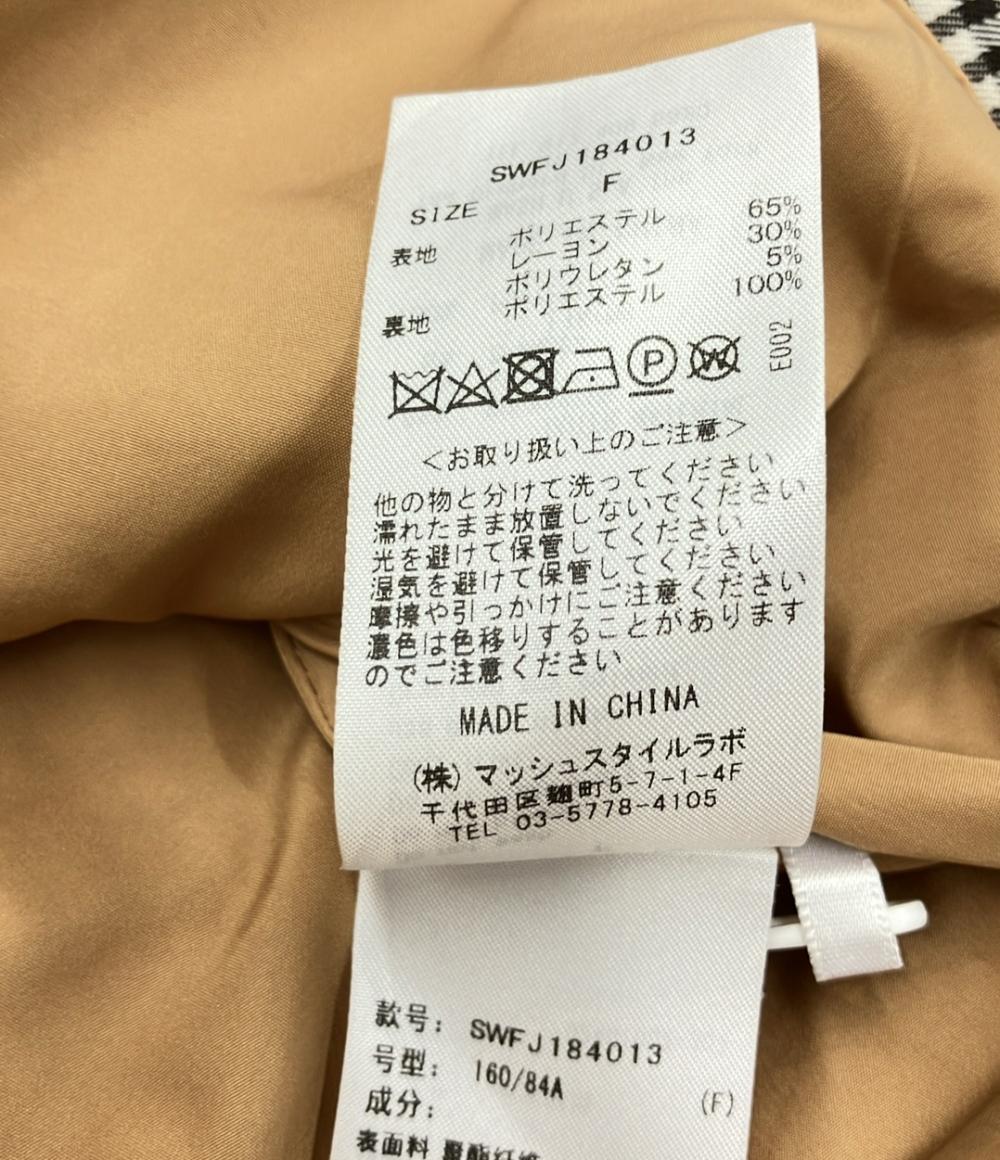 SWFJ184013
SIZE F
表地 ポリエステル 65%
レーヨン 30%
ポリウレタン 5%
裏地 ポリエステル 100%
P W E002
<お取り扱い上のご注意>
他の物と分けて洗ってください
濡れたまま放置しないでください
光を避けて保管してください
湿気を避けて保管してください
摩擦や引っかけにご注意ください
濃色は色移りすることがあります
のでご注意ください
MADE IN CHINA
(株)マッシュスタイルラボ
千代田区麹町5-7-1-4F
TEL 03-5778-4105
款号: SWFJ184013
号型: 160/84A (F)
成分:
表面料 聚酯纤维